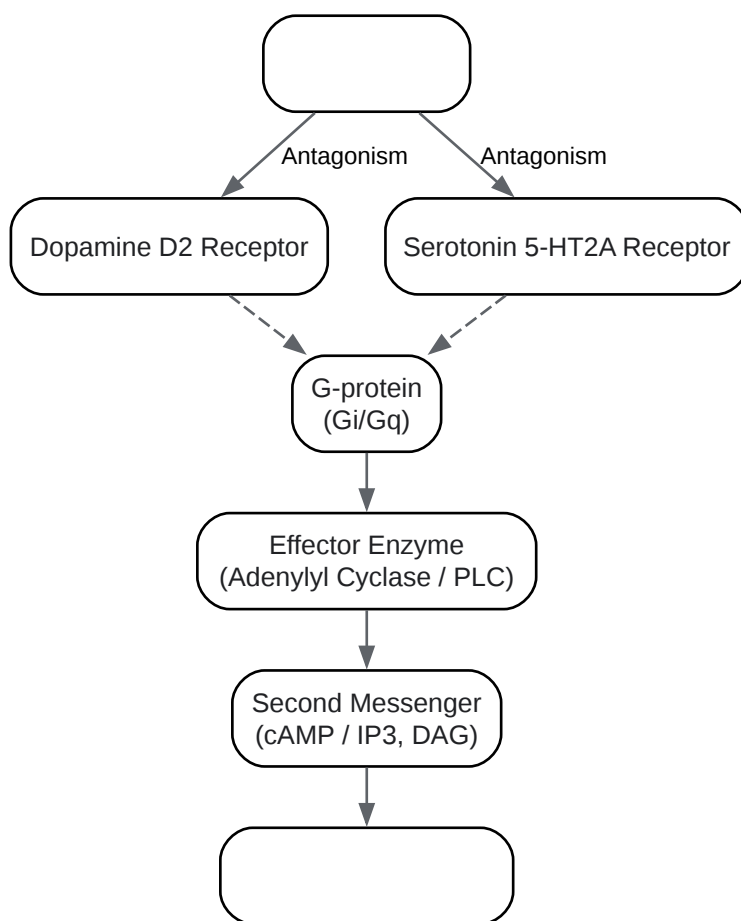 Antagonism
Antagonism
Dopamine D2 Receptor
Serotonin 5-HT2A Receptor
G-protein
(Gi/Gq)
Effector Enzyme
(Adenylyl Cyclase / PLC)
Second Messenger
(cAMP / IP3, DAG)